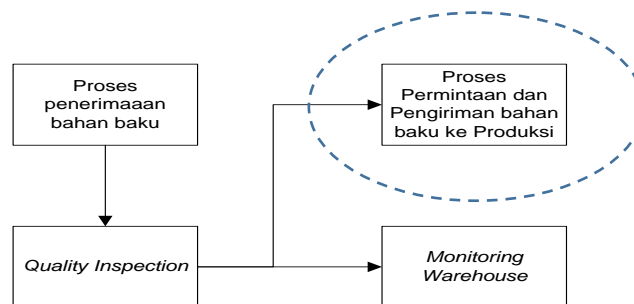 Proses
penerimaaan
bahan baku
Proses
Permintaan dan
Pengiriman bahan
baku ke Produksi
Quality Inspection
Monitoring
Warehouse